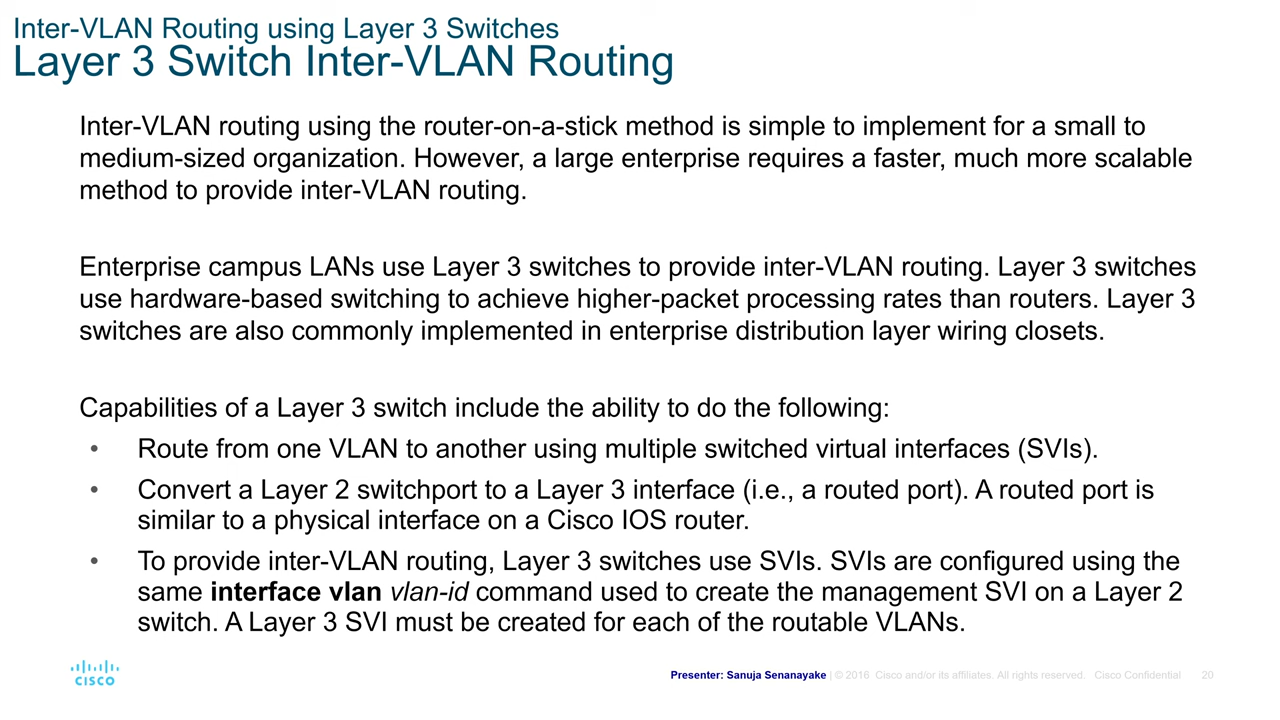 Inter-VLAN Routing using Layer 3 Switches
Layer 3 Switch Inter-VLAN Routing
Inter-VLAN routing using the router-on-a-stick method is simple to implement for a small to
medium-sized organization. However, a large enterprise requires a faster, much more scalable
method to provide inter-VLAN routing.
Enterprise campus LANs use Layer 3 switches to provide inter-VLAN routing. Layer 3 switches
use hardware-based switching to achieve higher-packet processing rates than routers. Layer 3
switches are also commonly implemented in enterprise distribution layer wiring closets.
Capabilities of a Layer 3 switch include the ability to do the following:
• Route from one VLAN to another using multiple switched virtual interfaces (SVIs).
• Convert a Layer 2 switchport to a Layer 3 interface (i.e., a routed port). A routed port is
similar to a physical interface on a Cisco IOS router.
• To provide inter-VLAN routing, Layer 3 switches use SVIs. SVIs are configured using the
same interface vlan vlan-id command used to create the management SVI on a Layer 2
switch. A Layer 3 SVI must be created for each of the routable VLANs.
CISCO
Presenter: Sanuja Senanayake | © 2016 Cisco and/or its affiliates. All rights reserved. Cisco Confidential 20